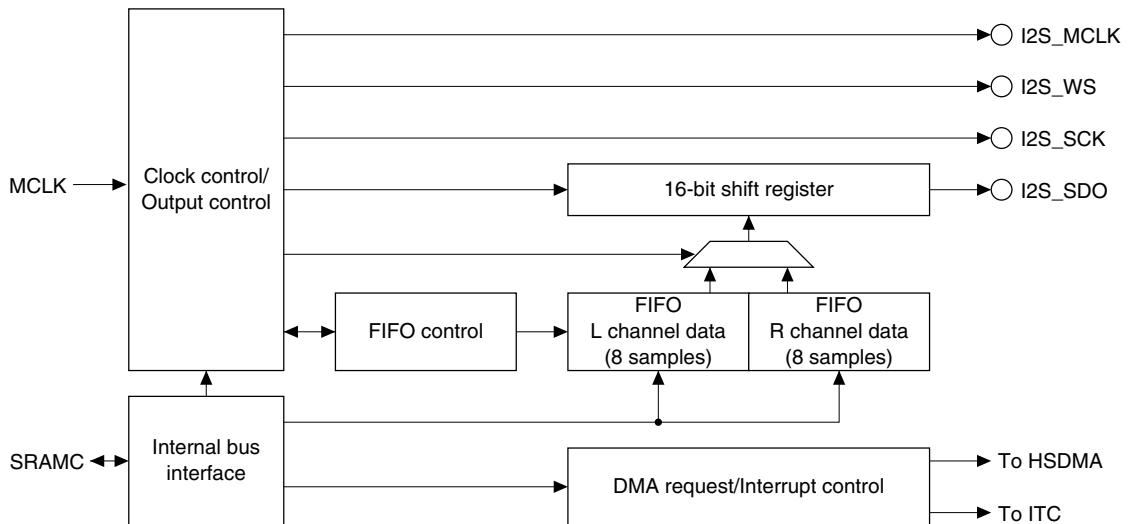 I2S_MCLK
I2S_WS
I2S_SCK
MCLK
Clock control/
Output control
16-bit shift register
I2S_SDO
FIFO control
FIFO
L channel data
(8 samples)
FIFO
R channel data
(8 samples)
SRAMC
Internal bus
interface
DMA request/Interrupt control
To HSDMA
To ITC